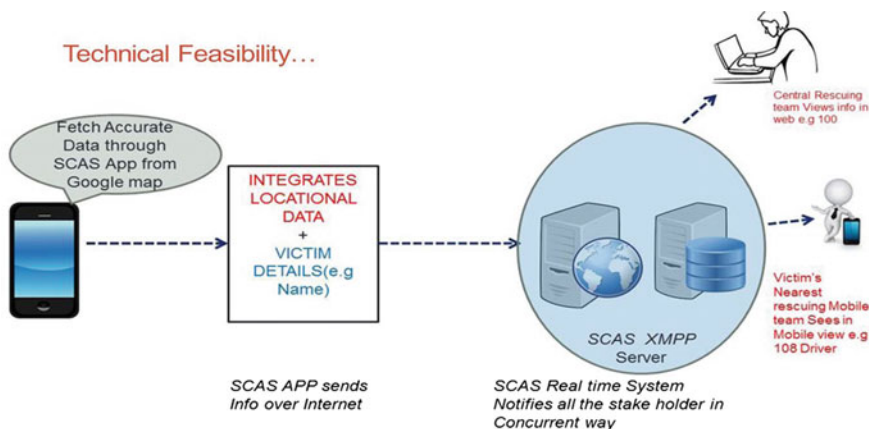 Technical Feasibility...
Fetch Accurate
Data through
SCAS App from
Google map
INTEGRATES
LOCATIONAL
DATA
+
VICTIM
DETAILS(e.g
Name)
SCAS APP sends
Info over Internet
SCAS XMPP
Server
SCAS Real time System
Notifies all the stake holder in
Concurrent way
Central Rescuing
team Views info in
web e.g 100
Victim's
Nearest
rescuing Mobile
team Sees in
Mobile view e.g
108 Driver